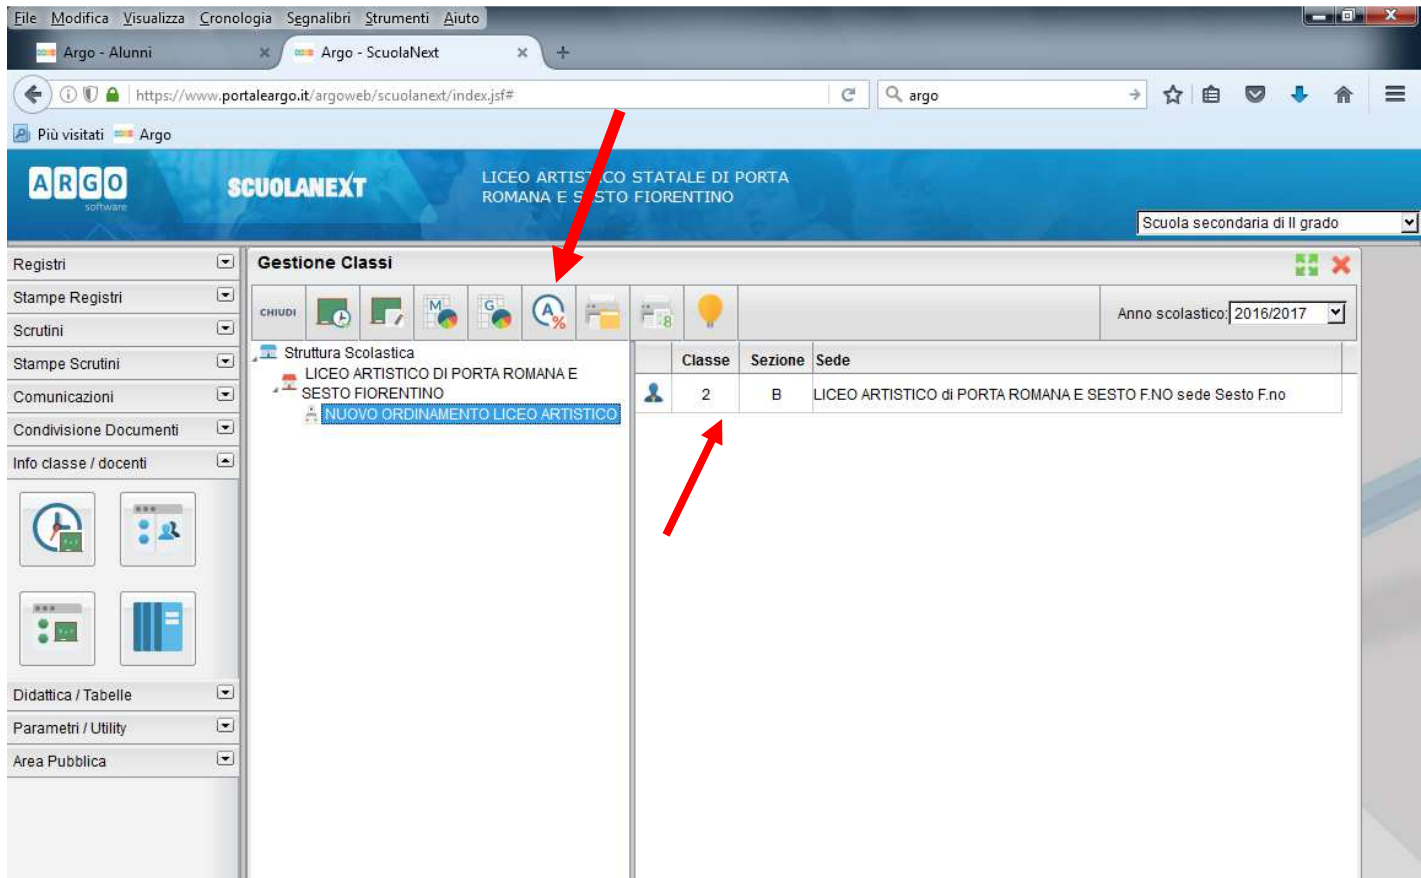 File Modifica Visualizza Cronologia Segnalibri Strumenti Aiuto
Argo - Alunni
Argo - ScuolaNext
https://www.portaleargo.it/argoweb/scuolanext/index.jsf#
argo
Più visitati Argo
ARGO
software
SCUOLANEXT
LICEO ARTISTICO STATALE DI PORTA
ROMANA E SESTO FIORENTINO
Scuola secondaria di II grado
Registri
Stampe Registri
Scrutini
Stampe Scrutini
Comunicazioni
Condivisione Documenti
Info classe / docenti
Didattica / Tabelle
Parametri / Utility
Area Pubblica
Gestione Classi
CHIUDI
M
G
A
%
8
Anno scolastico: 2016/2017
Struttura Scolastica
LICEO ARTISTICO DI PORTA ROMANA E
SESTO FIORENTINO
NUOVO ORDINAMENTO LICEO ARTISTICO
Classe Sezione Sede
2 B LICEO ARTISTICO di PORTA ROMANA E SESTO F.NO sede Sesto F.no